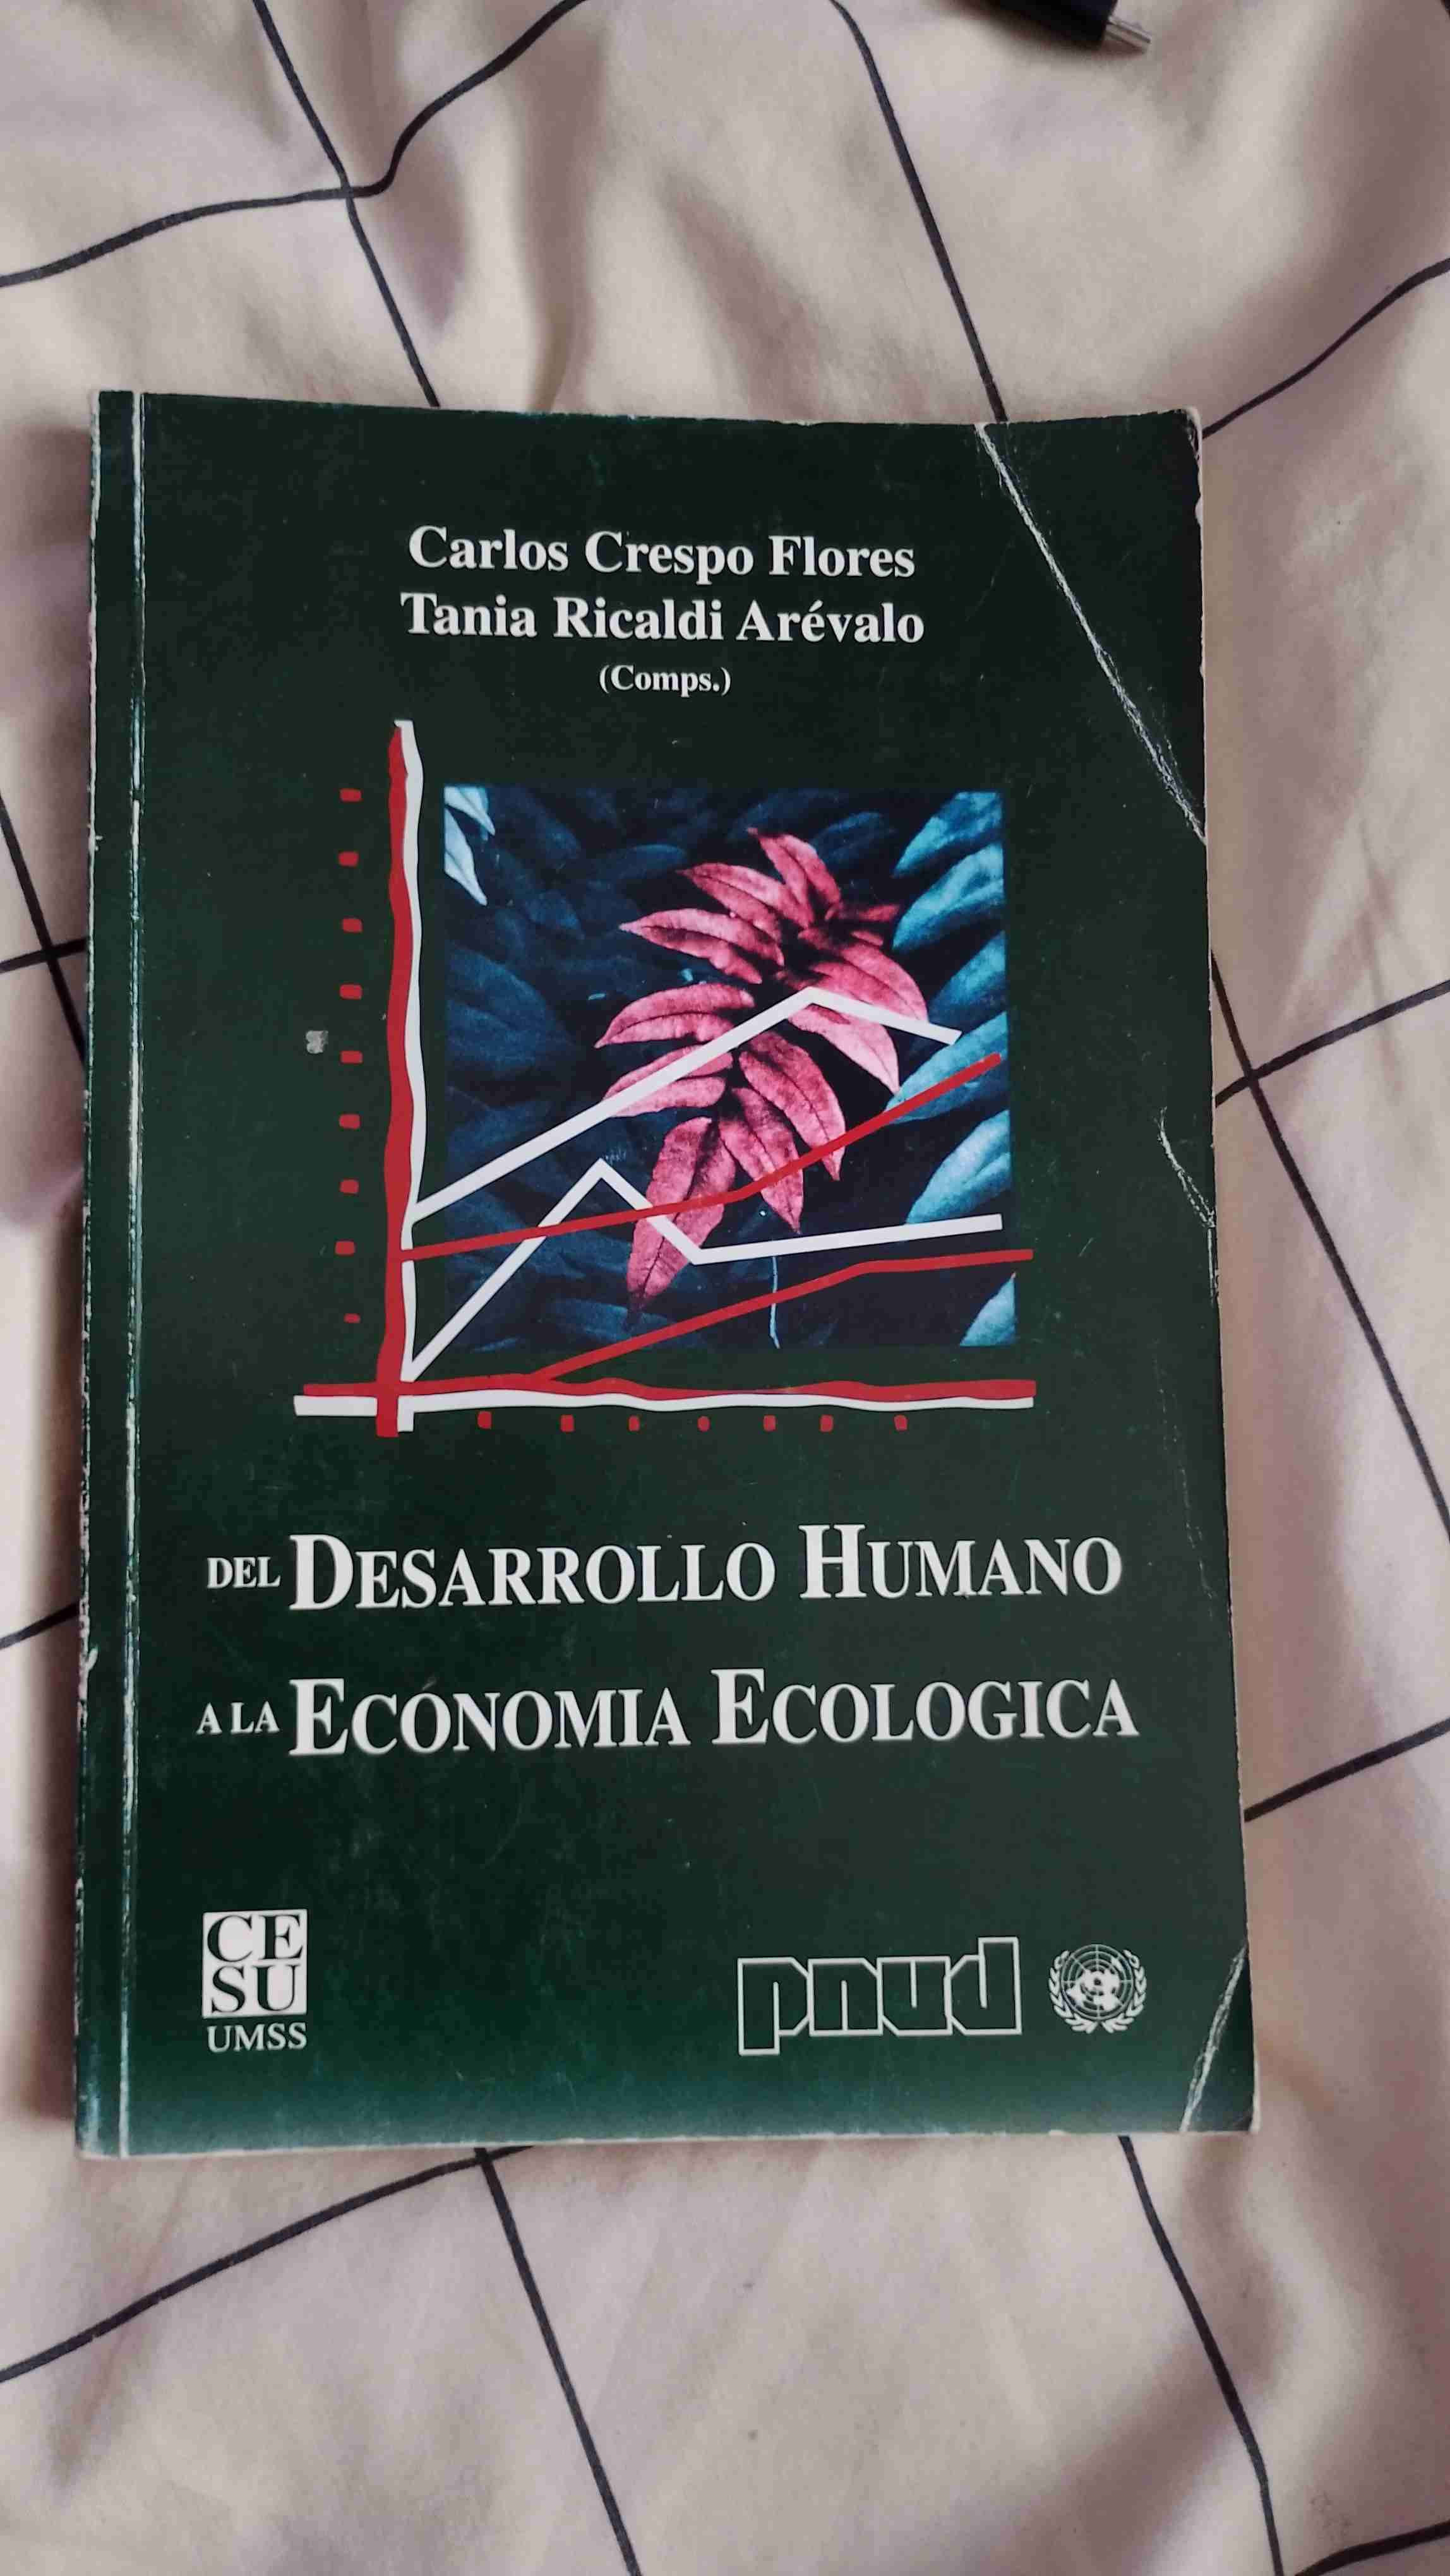 Carlos Crespo Flores
Tania Ricaldi Arévalo
(Comps.)
DEL DESARROLLO HUMANO
A LA ECONOMIA ECOLOGICA
CE
SU
UMSS
pnud